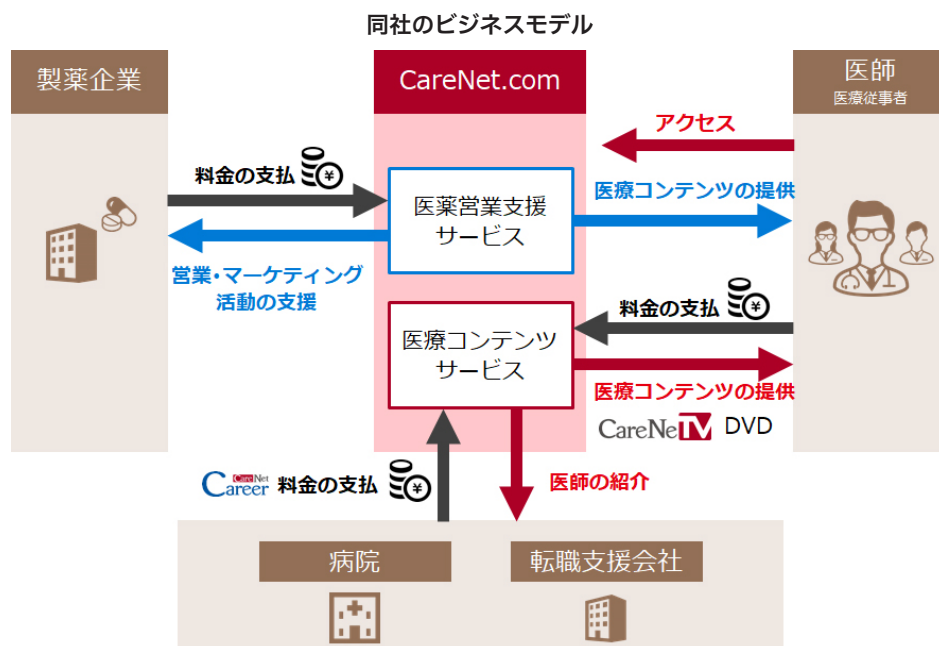 同社のビジネスモデル
製薬企業
CareNet.com
医師
医療従事者
アクセス
料金の支払
¥
医薬営業支援
サービス
医療コンテンツの提供
営業・マーケティング
活動の支援
料金の支払
¥
医療コンテンツ
サービス
医療コンテンツの提供
CareNeTV DVD
CareNet
Career 料金の支払
¥
医師の紹介
病院
転職支援会社